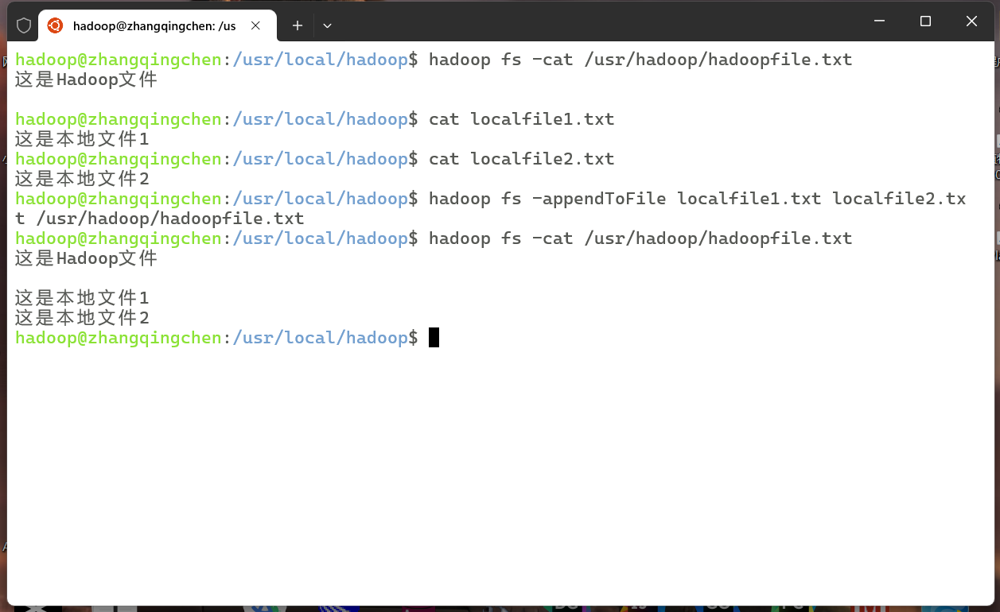 hadoop@zhangqingchen: /us
hadoop@zhangqingchen:/usr/local/hadoop$ hadoop fs -cat /usr/hadoop/hadoopfile.txt
这是Hadoop文件
hadoop@zhangqingchen:/usr/local/hadoop$ cat localfile1.txt
这是本地文件1
hadoop@zhangqingchen:/usr/local/hadoop$ cat localfile2.txt
这是本地文件2
hadoop@zhangqingchen:/usr/local/hadoop$ hadoop fs -appendToFile localfile1.txt localfile2.tx
t /usr/hadoop/hadoopfile.txt
hadoop@zhangqingchen:/usr/local/hadoop$ hadoop fs -cat /usr/hadoop/hadoopfile.txt
这是Hadoop文件
这是本地文件1
这是本地文件2
hadoop@zhangqingchen:/usr/local/hadoop$